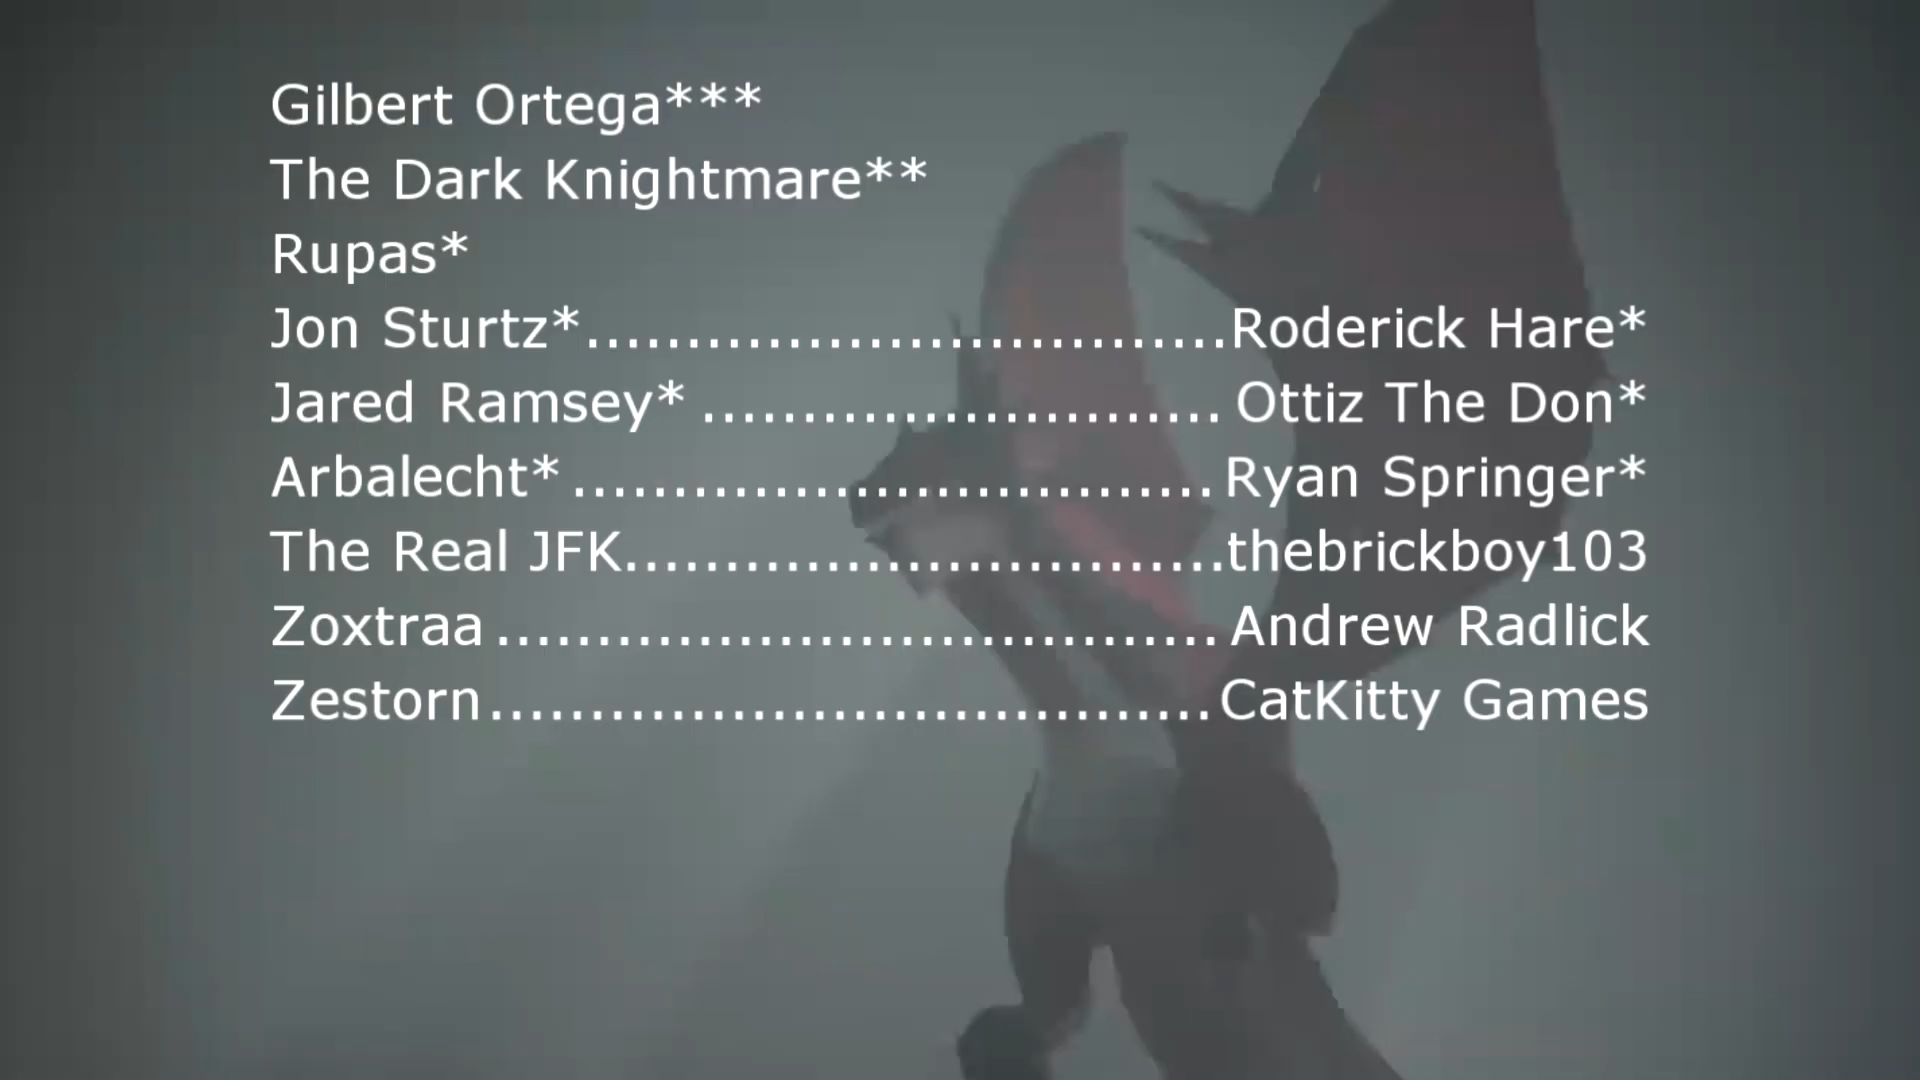 Gilbert Ortega***
The Dark Knightmare**
Rupas*
Jon Sturtz*................................Roderick Hare*
Jared Ramsey* .......................... Ottiz The Don*
Arbalecht* ................................ Ryan Springer*
The Real JFK..............................thebrickboy103
Zoxtraa .................................... Andrew Radlick
Zestorn....................................CatKitty Games